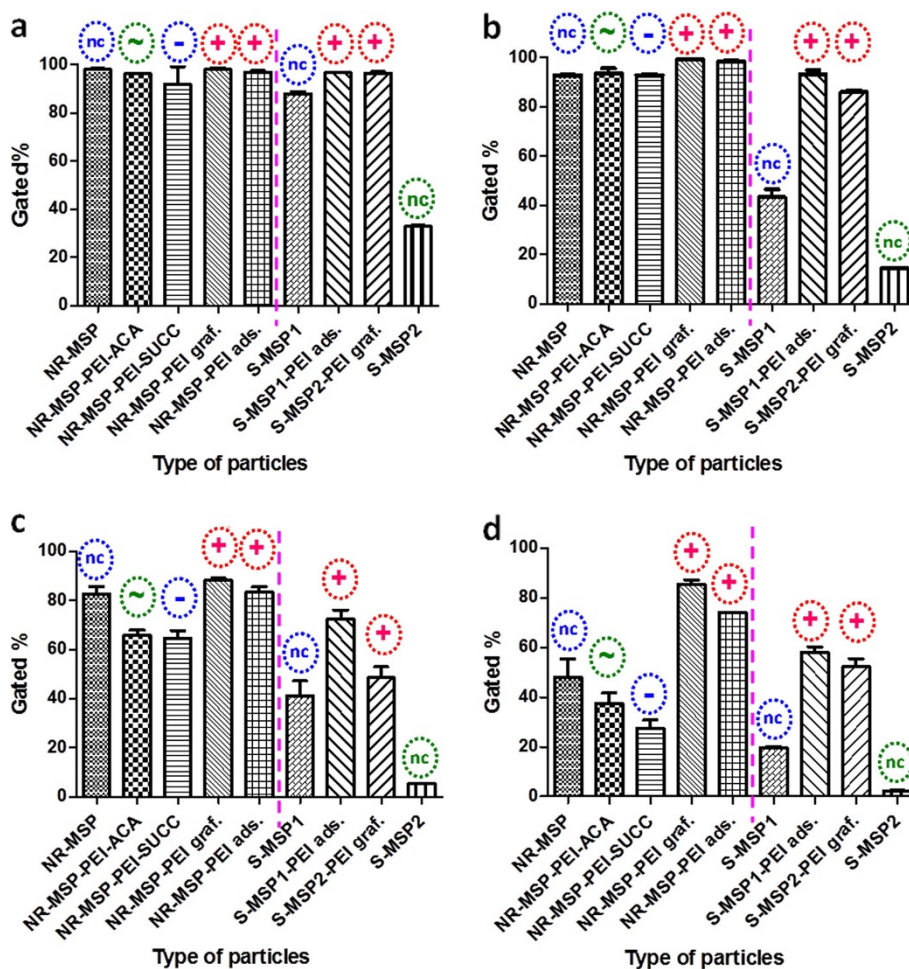 a
nc ~ - + + nc + + nc
Gated%
100
80
60
40
20
0
NR-MSP
NR-MSP-PEI-ACA
NR-MSP-PEI-SUCC
NR-MSP-PEI graf.
NR-MSP-PEI ads.
S-MSP1
S-MSP1-PEI ads.
S-MSP2-PEI graf.
S-MSP2
Type of particles
b
nc ~ - + + nc + + nc
Gated %
100
80
60
40
20
0
NR-MSP
NR-MSP-PEI-ACA
NR-MSP-PEI-SUCC
NR-MSP-PEI graf.
NR-MSP-PEI ads.
S-MSP1
S-MSP1-PEI ads.
S-MSP2-PEI graf.
S-MSP2
Type of particles
c
nc ~ - + + nc + + nc
Gated %
100
80
60
40
20
0
NR-MSP
NR-MSP-PEI-ACA
NR-MSP-PEI-SUCC
NR-MSP-PEI graf.
NR-MSP-PEI ads.
S-MSP1
S-MSP1-PEI ads.
S-MSP2-PEI graf.
S-MSP2
Type of particles
d
nc ~ - + + nc + + nc
Gated %
100
80
60
40
20
0
NR-MSP
NR-MSP-PEI-ACA
NR-MSP-PEI-SUCC
NR-MSP-PEI graf.
NR-MSP-PEI ads.
S-MSP1
S-MSP1-PEI ads.
S-MSP2-PEI graf.
S-MSP2
Type of particles